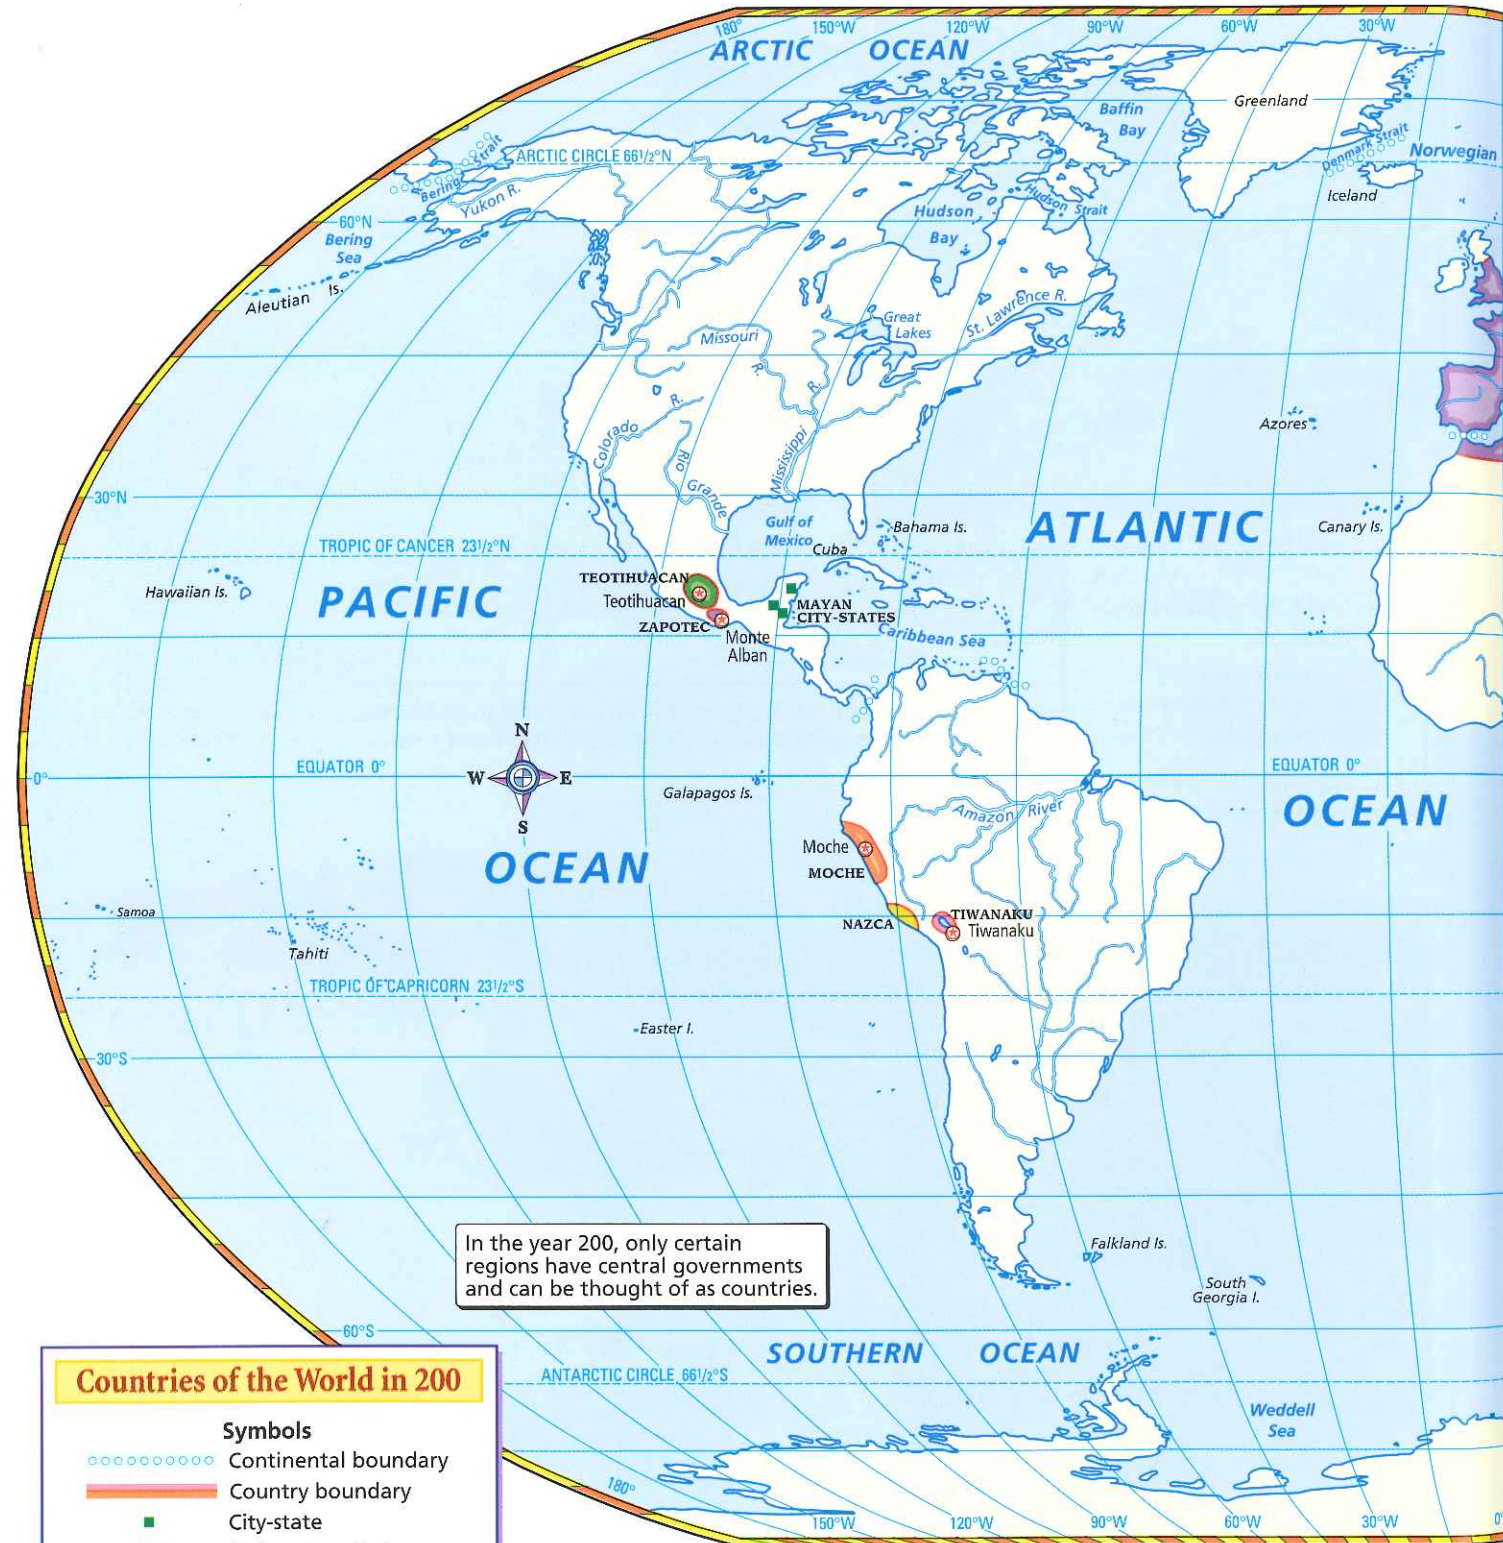 180°
150°W
120°W
90°W
60°W
30°W
ARCTIC OCEAN
Baffin
Bay
Greenland
Denmark Strait
Norwegian
Iceland
Bering Strait
ARCTIC CIRCLE 66½°N
Yukon R.
60°N
Bering
Sea
Aleutian Is.
Hudson
Bay
Hudson Strait
Great
Lakes
St. Lawrence R.
Missouri R.
R.
Colorado R.
Rio Grande
Mississippi
Azores
30°N
Gulf of
Mexico
Bahama Is.
Cuba
ATLANTIC
Canary Is.
TROPIC OF CANCER 23½°N
Hawaiian Is.
PACIFIC
TEOTIHUACAN
Teotihuacan
ZAPOTEC
Monte
Alban
MAYAN
CITY-STATES
Caribbean Sea
N
W E
S
0°
EQUATOR 0°
EQUATOR 0°
Galapagos Is.
Amazon River
OCEAN
OCEAN
Moche
MOCHE
NAZCA
TIWANAKU
Tiwanaku
Samoa
Tahiti
TROPIC OF CAPRICORN 23½°S
Easter I.
30°S
In the year 200, only certain
regions have central governments
and can be thought of as countries.
Falkland Is.
South
Georgia I.
60°S
SOUTHERN OCEAN
ANTARCTIC CIRCLE 66½°S
Weddell
Sea
180°
150°W
120°W
90°W
60°W
30°W
Countries of the World in 200
Symbols
Continental boundary
Country boundary
City-state